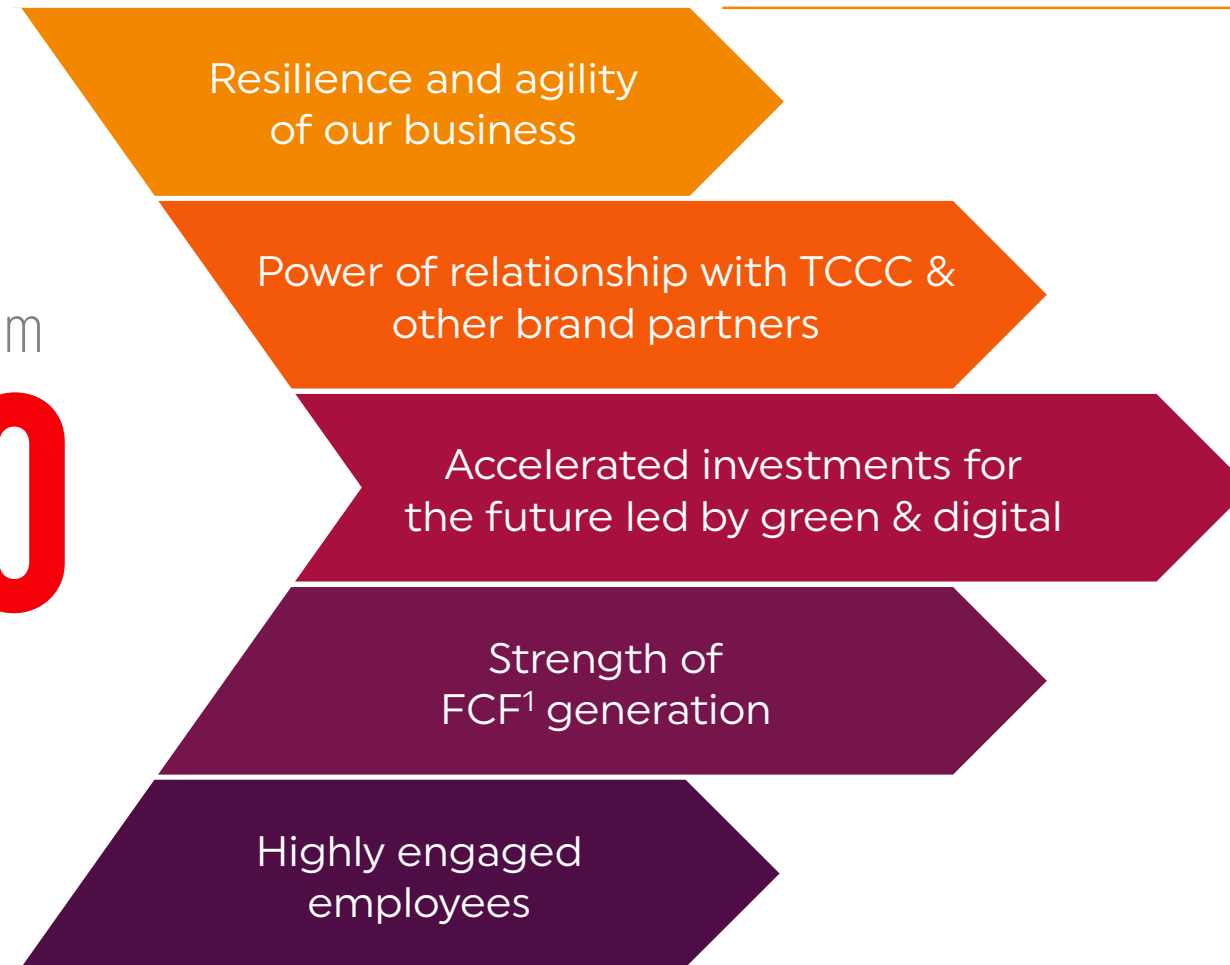 Resilience and agility
of our business
Power of relationship with TCCC &
other brand partners
m
0
Accelerated investments for
the future led by green & digital
Strength of
FCF¹ generation
Highly engaged
employees